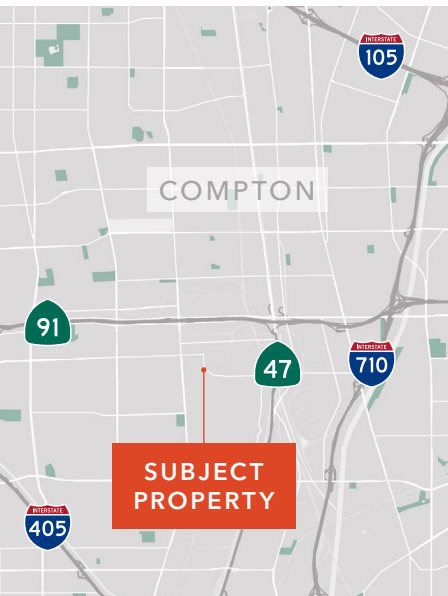 INTERSTATE
105
COMPTON
91
47
INTERSTATE
710
SUBJECT
PROPERTY
INTERSTATE
405